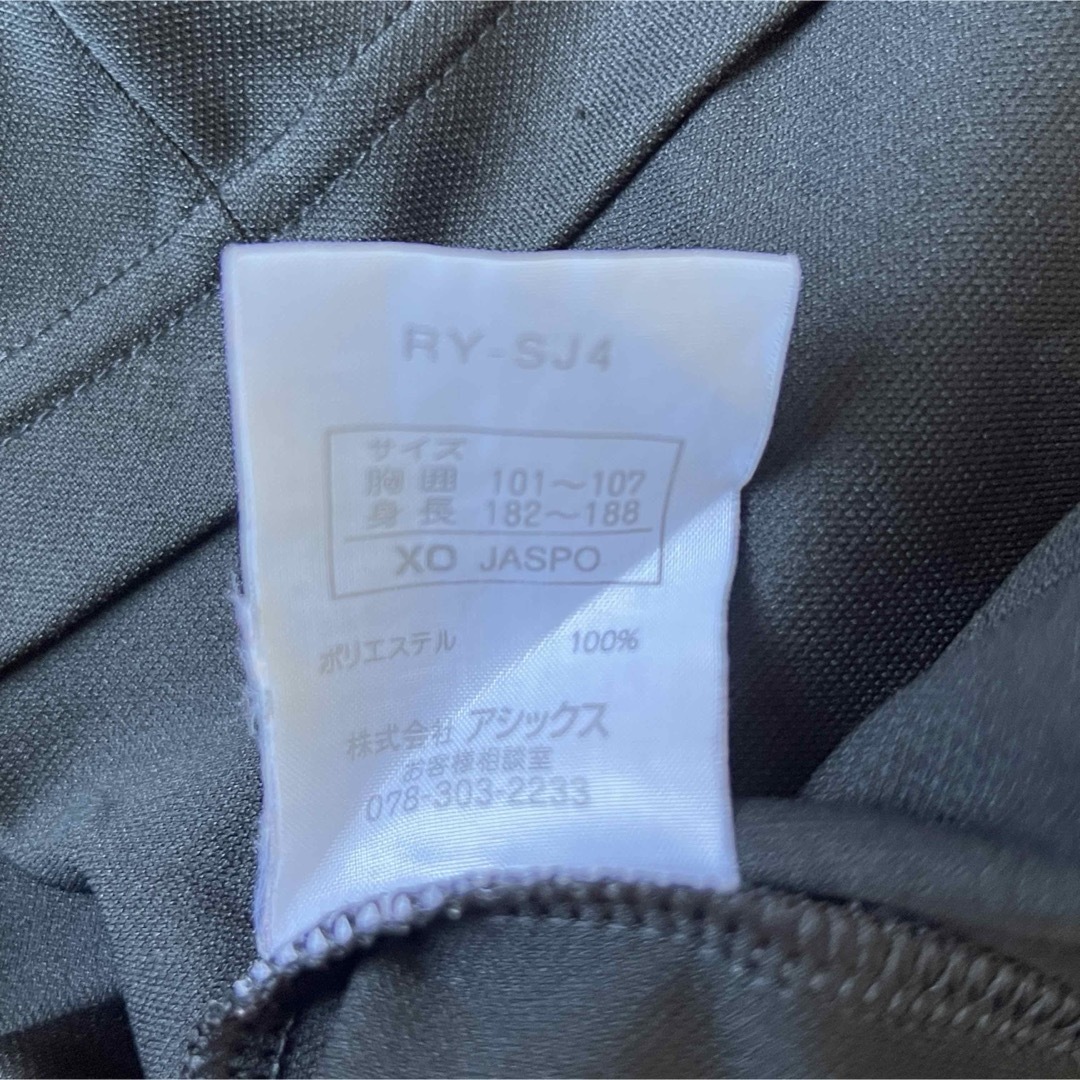 RY-SJ4
サイズ
胸囲 101～107
身長 182～188
XO JASPO
ポリエステル 100%
株式会社 アシックス
お客様相談室
078-303-2233